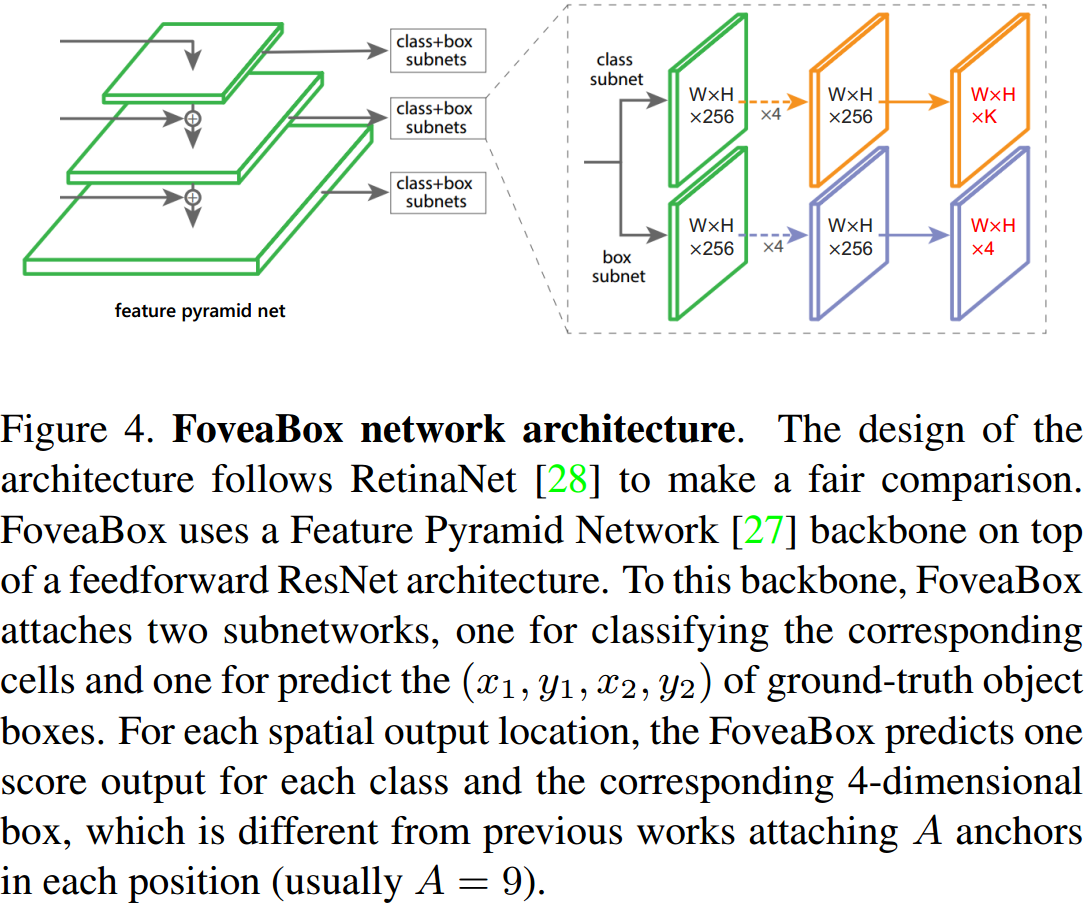 class+box
subnets
class+box
subnets
class+box
subnets
feature pyramid net
class
subnet
W×H
×256
×4
W×H
×256
W×H
×K
box
subnet
W×H
×256
×4
W×H
×256
W×H
×4
Figure 4. FoveaBox network architecture. The design of the
architecture follows RetinaNet [28] to make a fair comparison.
FoveaBox uses a Feature Pyramid Network [27] backbone on top
of a feedforward ResNet architecture. To this backbone, FoveaBox
attaches two subnetworks, one for classifying the corresponding
cells and one for predict the (x₁, y₁, x₂, y₂) of ground-truth object
boxes. For each spatial output location, the FoveaBox predicts one
score output for each class and the corresponding 4-dimensional
box, which is different from previous works attaching A anchors
in each position (usually A = 9).